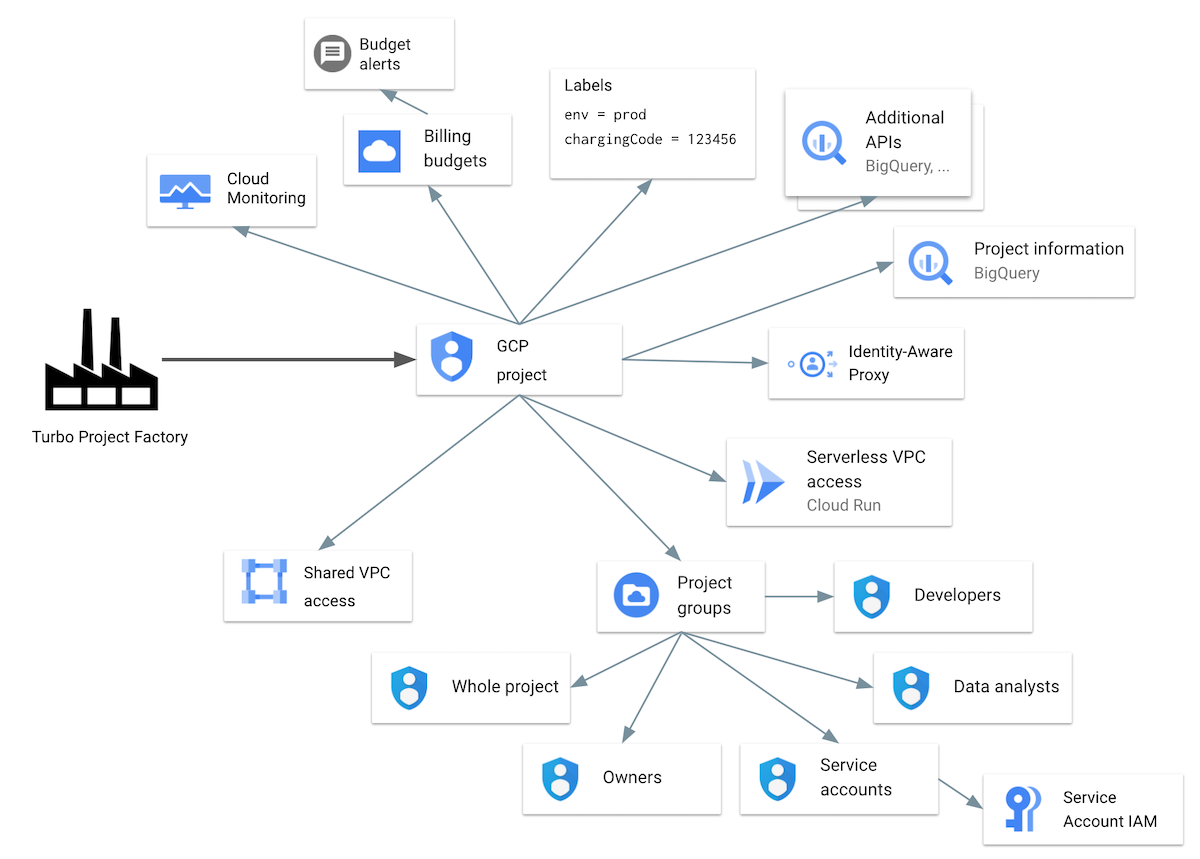 Budget
alerts
Billing
budgets
Labels
env = prod
chargingCode = 123456
Additional
APIs
BigQuery, ...
Cloud
Monitoring
Project information
BigQuery
GCP
project
Identity-Aware
Proxy
Turbo Project Factory
Serverless VPC
access
Cloud Run
Shared VPC
access
Project
groups
Developers
Whole project
Data analysts
Owners
Service
accounts
Service
Account IAM